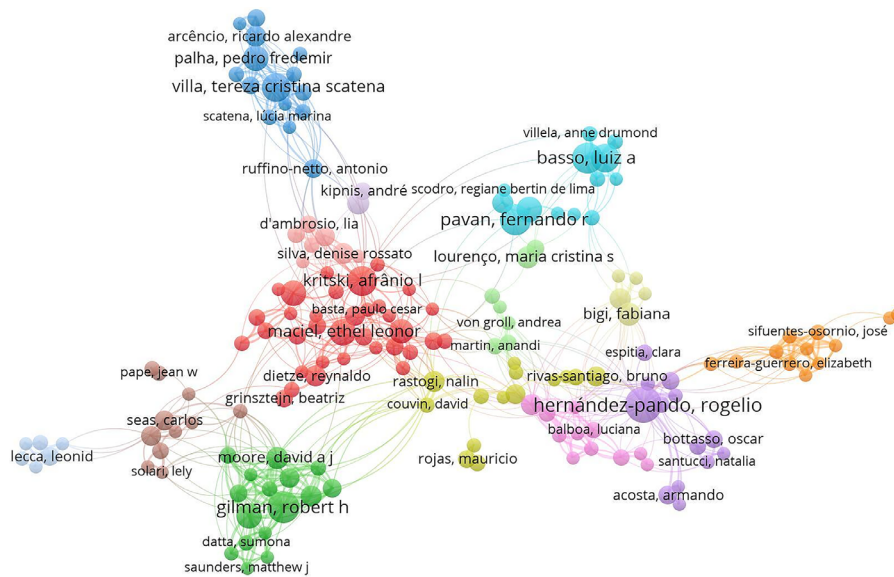 arcêncio, ricardo alexandre
palha, pedro fredemir
villa, tereza cristina scatena
scatena, lúcia marina
villela, anne drumond
basso, luiz a
ruffino-netto, antonio
kipnis, andré
scodro, regiane bertin de lima
pavan, fernando r
d'ambrosio, lia
silva, denise rossato
lourenço, maria cristina s
kritski, afrânio l
basta, paulo cesar
bigi, fabiana
von groll, andrea
maciel, ethel leonor
sifuentes-osornio, josé
martin, anandi
espitia, clara
ferreira-guerrero, elizabeth
pape, jean w
dietze, reynaldo
rastogi, nalin
rivas-santiago, bruno
grinsztejn, beatriz
couvin, david
hernández-pando, rogelio
seas, carlos
balboa, luciana
bottasso, oscar
lecca, leonid
moore, david a j
rojas, mauricio
santucci, natalia
solari, lely
acosta, armando
gilman, robert h
datta, sumona
saunders, matthew j